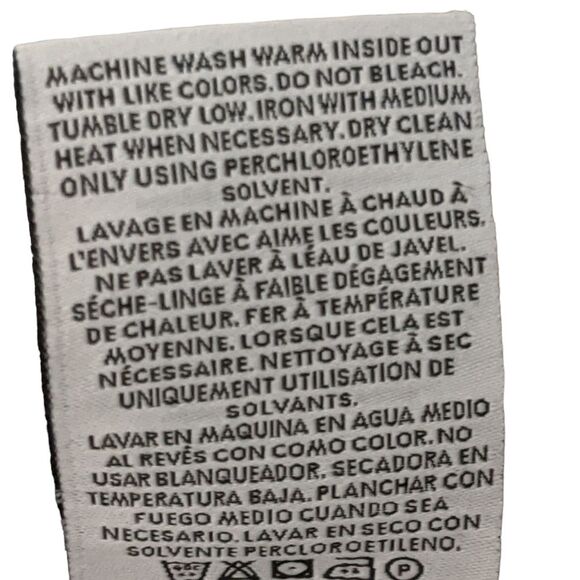 MACHINE WASH WARM INSIDE OUT
WITH LIKE COLORS. DO NOT BLEACH.
TUMBLE DRY LOW. IRON WITH MEDIUM
HEAT WHEN NECESSARY. DRY CLEAN
ONLY USING PERCHLOROETHYLENE
SOLVENT.
LAVAGE EN MACHINE À CHAUD À
L'ENVERS AVEC AIME LES COULEURS.
NE PAS LAVER À LÉAU DE JAVEL.
SÉCHE-LINGE À FAIBLE DÉGAGEMENT
DE CHALEUR. FER À TEMPÉRATURE
MOYENNE. LORSQUE CELA EST
NÉCESSAIRE. NETTOYAGE À SEC
UNIQUEMENT UTILISATION DE
SOLVANTS.
LAVAR EN MÁQUINA EN AGUA MEDIO
AL REVÉS CON COMO COLOR. NO
USAR BLANQUEADOR. SECADORA EN
TEMPERATURA BAJA. PLANCHAR CON
FUEGO MEDIO CUANDO SEA
NECESARIO. LAVAR EN SECO CON
SOLVENTE PERCLOROETILENO.
P